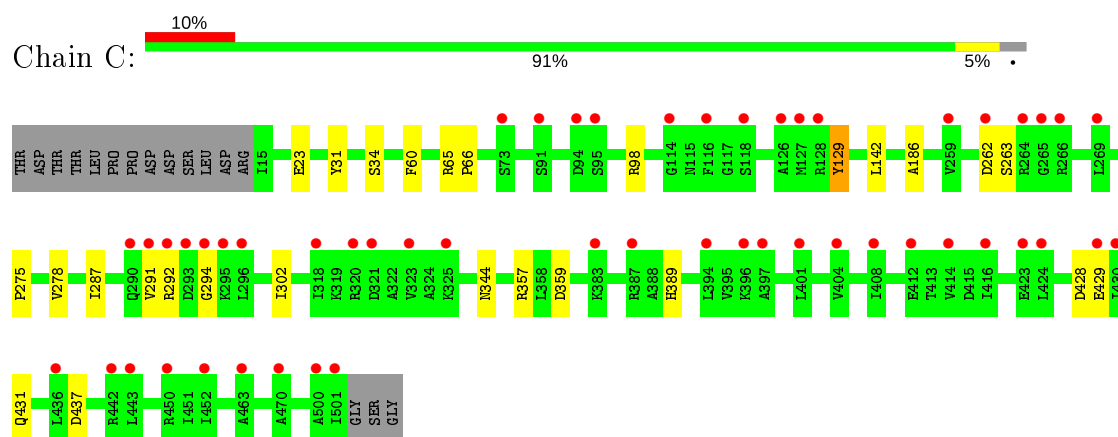 10%
Chain C:
91% 5% •
THR ASP THR THR LEU PRO PRO ASP ASP SER LEU ASP ARG I15 E23 Y31 S34 F60 R65 P66 S73 S91 D94 S95 R98 G114 N115 F116 G117 S118 A126 M127 R128 Y129 L142 A186 V259 D262 S263 R264 G265 R266 L269
P275 V278 I287 Q290 V291 R292 D293 G294 K295 L296 I302 I318 K319 R320 D321 A322 V323 A324 K325 N344 R357 L358 D359 K383 R387 A388 H389 L394 V395 K396 A397 L401 V404 I408 E412 T413 V414 D415 I416 E423 L424 D428 E429 I430
Q431 L436 D437 R442 L443 R450 I451 I452 A463 A470 A500 I501 GLY SER GLY